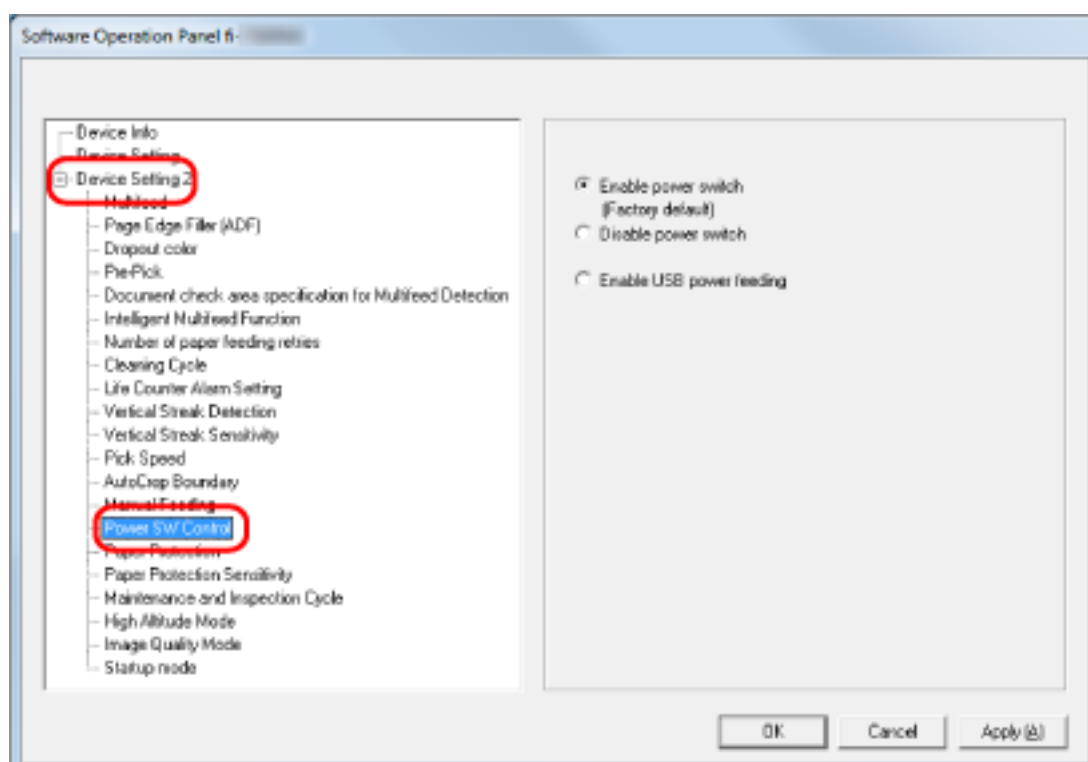 Software Operation Panel fi-
Device Info
Device Setting
Device Setting 2
Multifeed
Page Edge Filler (ADF)
Dropout color
Pre-Pick
Document check area specification for Multifeed Detection
Intelligent Multifeed Function
Number of paper feeding retries
Cleaning Cycle
Life Counter Alarm Setting
Vertical Streak Detection
Vertical Streak Sensitivity
Pick Speed
AutoCrop Boundary
Manual Feeding
Power SW Control
Paper Protection
Paper Protection Sensitivity
Maintenance and Inspection Cycle
High Altitude Mode
Image Quality Mode
Startup mode
Enable power switch
(Factory default)
Disable power switch
Enable USB power feeding
OK Cancel Apply (A)